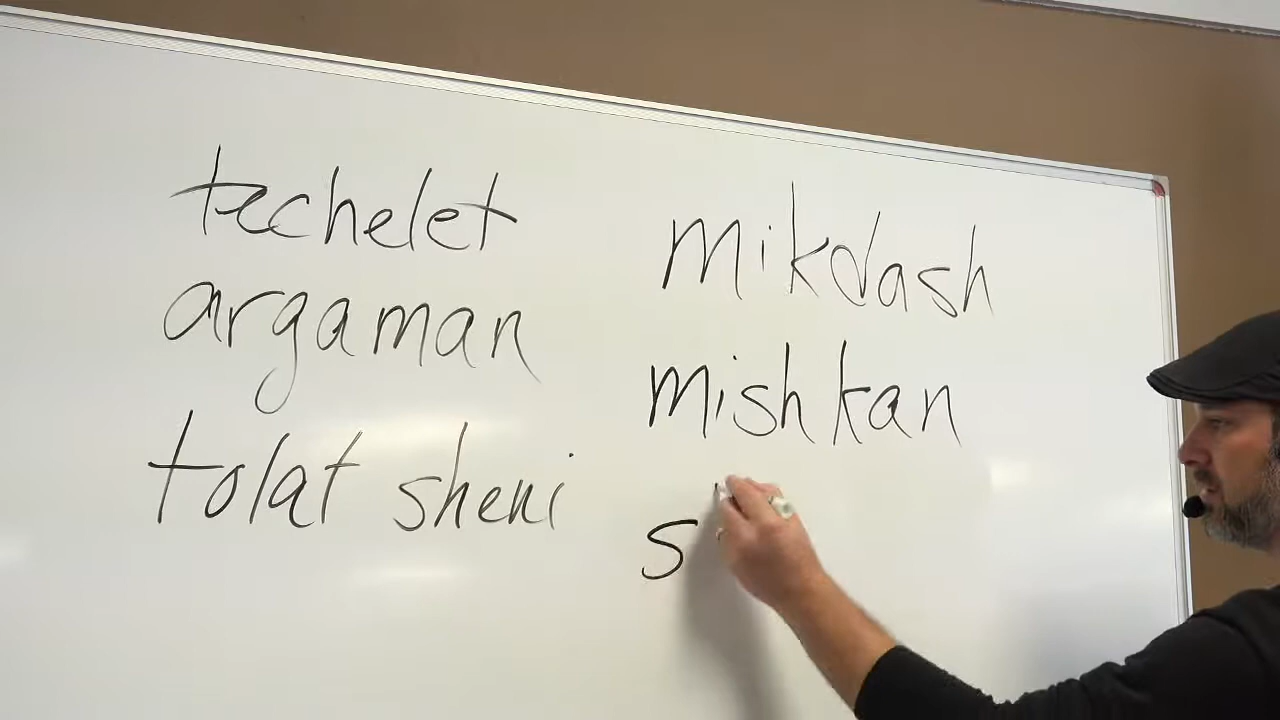 techelet
argaman
tolat sheni
mikdash
mishkan
s